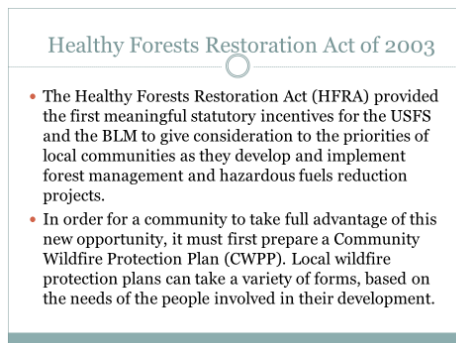 Healthy Forests Restoration Act of 2003
• The Healthy Forests Restoration Act (HFRA) provided
the first meaningful statutory incentives for the USFS
and the BLM to give consideration to the priorities of
local communities as they develop and implement
forest management and hazardous fuels reduction
projects.
• In order for a community to take full advantage of this
new opportunity, it must first prepare a Community
Wildfire Protection Plan (CWPP). Local wildfire
protection plans can take a variety of forms, based on
the needs of the people involved in their development.